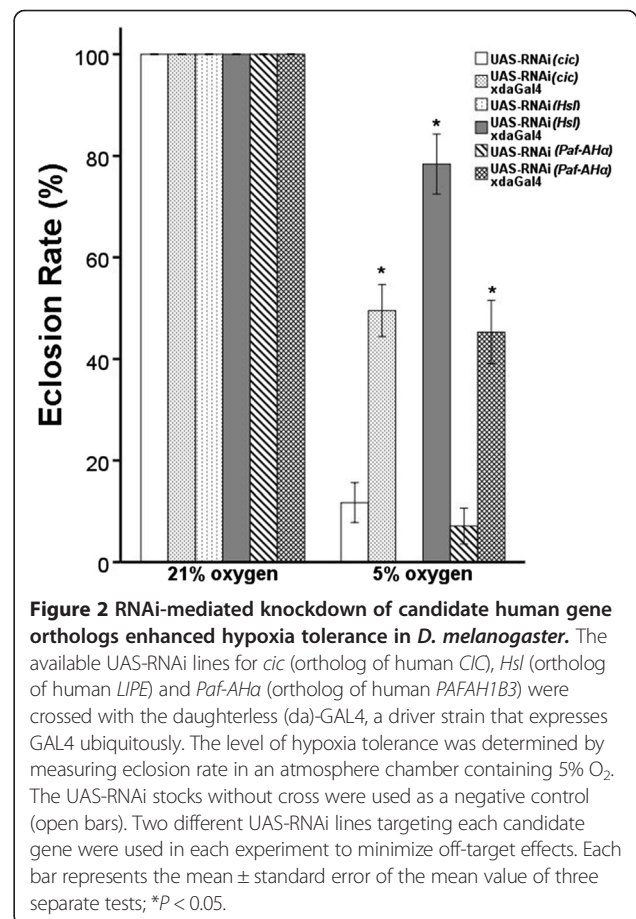 100
80
60
40
20
0
Eclosion Rate (%)
UAS-RNAi(cic)
UAS-RNAi(cic)
xdaGal4
UAS-RNAi (Hsl)
UAS-RNAi (Hsl)
xdaGal4
UAS-RNAi (Paf-AHα)
UAS-RNAi (Paf-AHα)
xdaGal4
*
*
*
21% oxygen
5% oxygen
Figure 2 RNAi-mediated knockdown of candidate human gene
orthologs enhanced hypoxia tolerance in D. melanogaster. The
available UAS-RNAi lines for cic (ortholog of human CIC), Hsl (ortholog
of human LIPE) and Paf-AHα (ortholog of human PAFAH1B3) were
crossed with the daughterless (da)-GAL4, a driver strain that expresses
GAL4 ubiquitously. The level of hypoxia tolerance was determined by
measuring eclosion rate in an atmosphere chamber containing 5% O₂.
The UAS-RNAi stocks without cross were used as a negative control
(open bars). Two different UAS-RNAi lines targeting each candidate
gene were used in each experiment to minimize off-target effects. Each
bar represents the mean ± standard error of the mean value of three
separate tests; *P < 0.05.